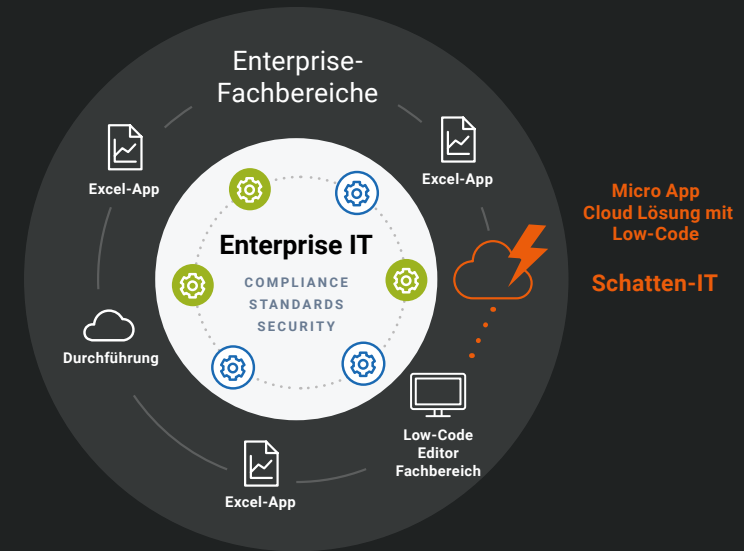 Enterprise-
Fachbereiche
Excel-App
Excel-App
Micro App
Cloud Lösung mit
Low-Code
Schatten-IT
Enterprise IT
COMPLIANCE
STANDARDS
SECURITY
Durchführung
Low-Code
Editor
Fachbereich
Excel-App